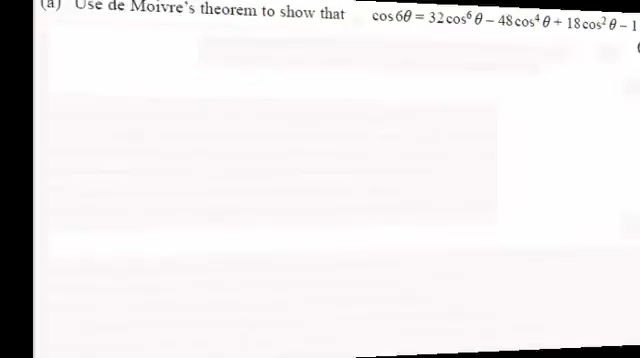 (a) Use de Moivre's theorem to show that cos 6θ = 32 cos⁶ θ – 48 cos⁴ θ + 18 cos² θ – 1